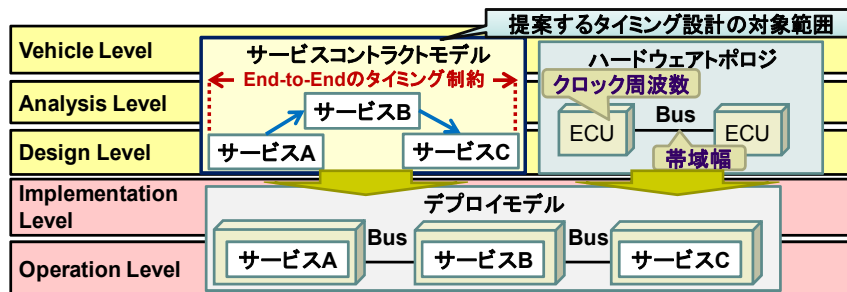 提案するタイミング設計の対象範囲
Vehicle Level
サービスコントラクトモデル
ハードウェアトポロジ
End-to-Endのタイミング制約
クロック周波数
Analysis Level
サービスB
Bus
ECU
ECU
Design Level
サービスA
サービスC
帯域幅
Implementation
Level
デプロイモデル
Bus
Bus
Operation Level
サービスA
サービスB
サービスC